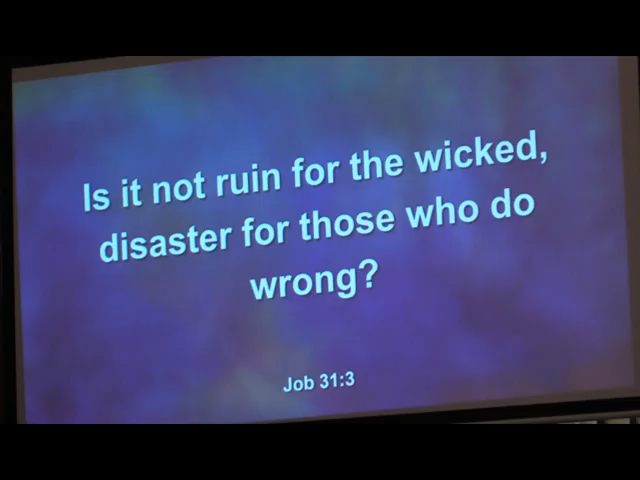 Is it not ruin for the wicked,
disaster for those who do
wrong?
Job 31:3